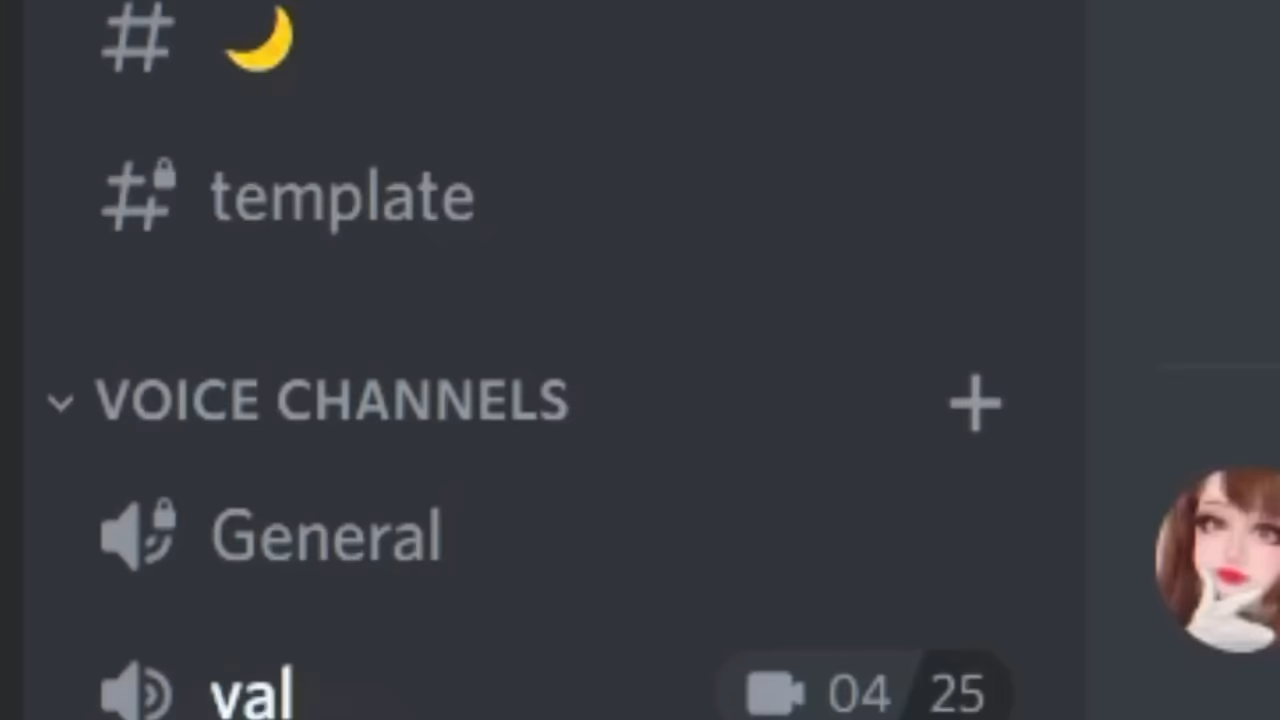 # 🌙
# template
VOICE CHANNELS +
General
val 04 25